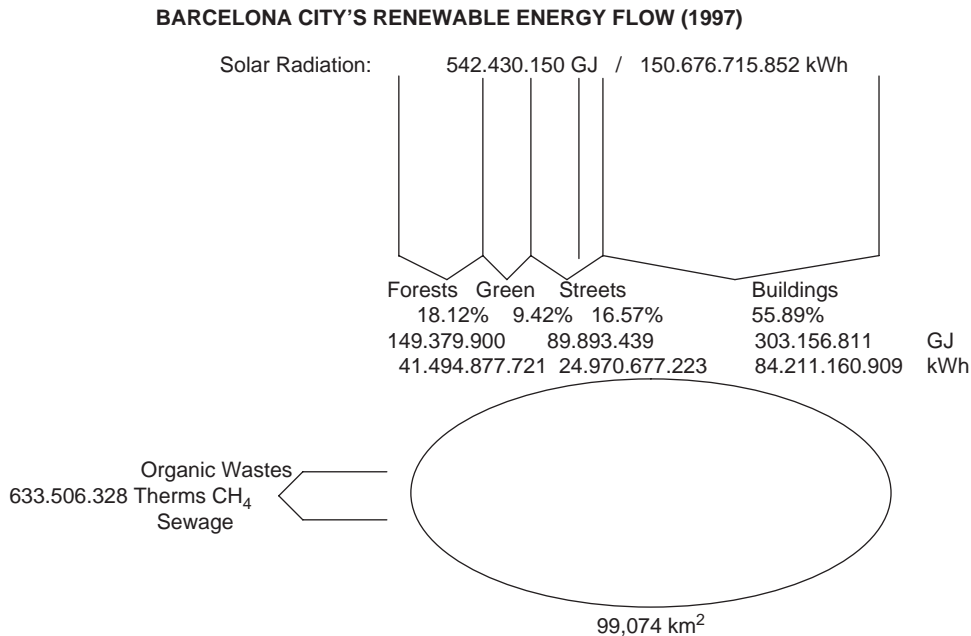 BARCELONA CITY'S RENEWABLE ENERGY FLOW (1997)
Solar Radiation: 542.430.150 GJ / 150.676.715.852 kWh
Forests Green Streets Buildings
18.12% 9.42% 16.57% 55.89%
149.379.900 89.893.439 303.156.811 GJ
41.494.877.721 24.970.677.223 84.211.160.909 kWh
Organic Wastes
633.506.328 Therms CH₄
Sewage
99,074 km²